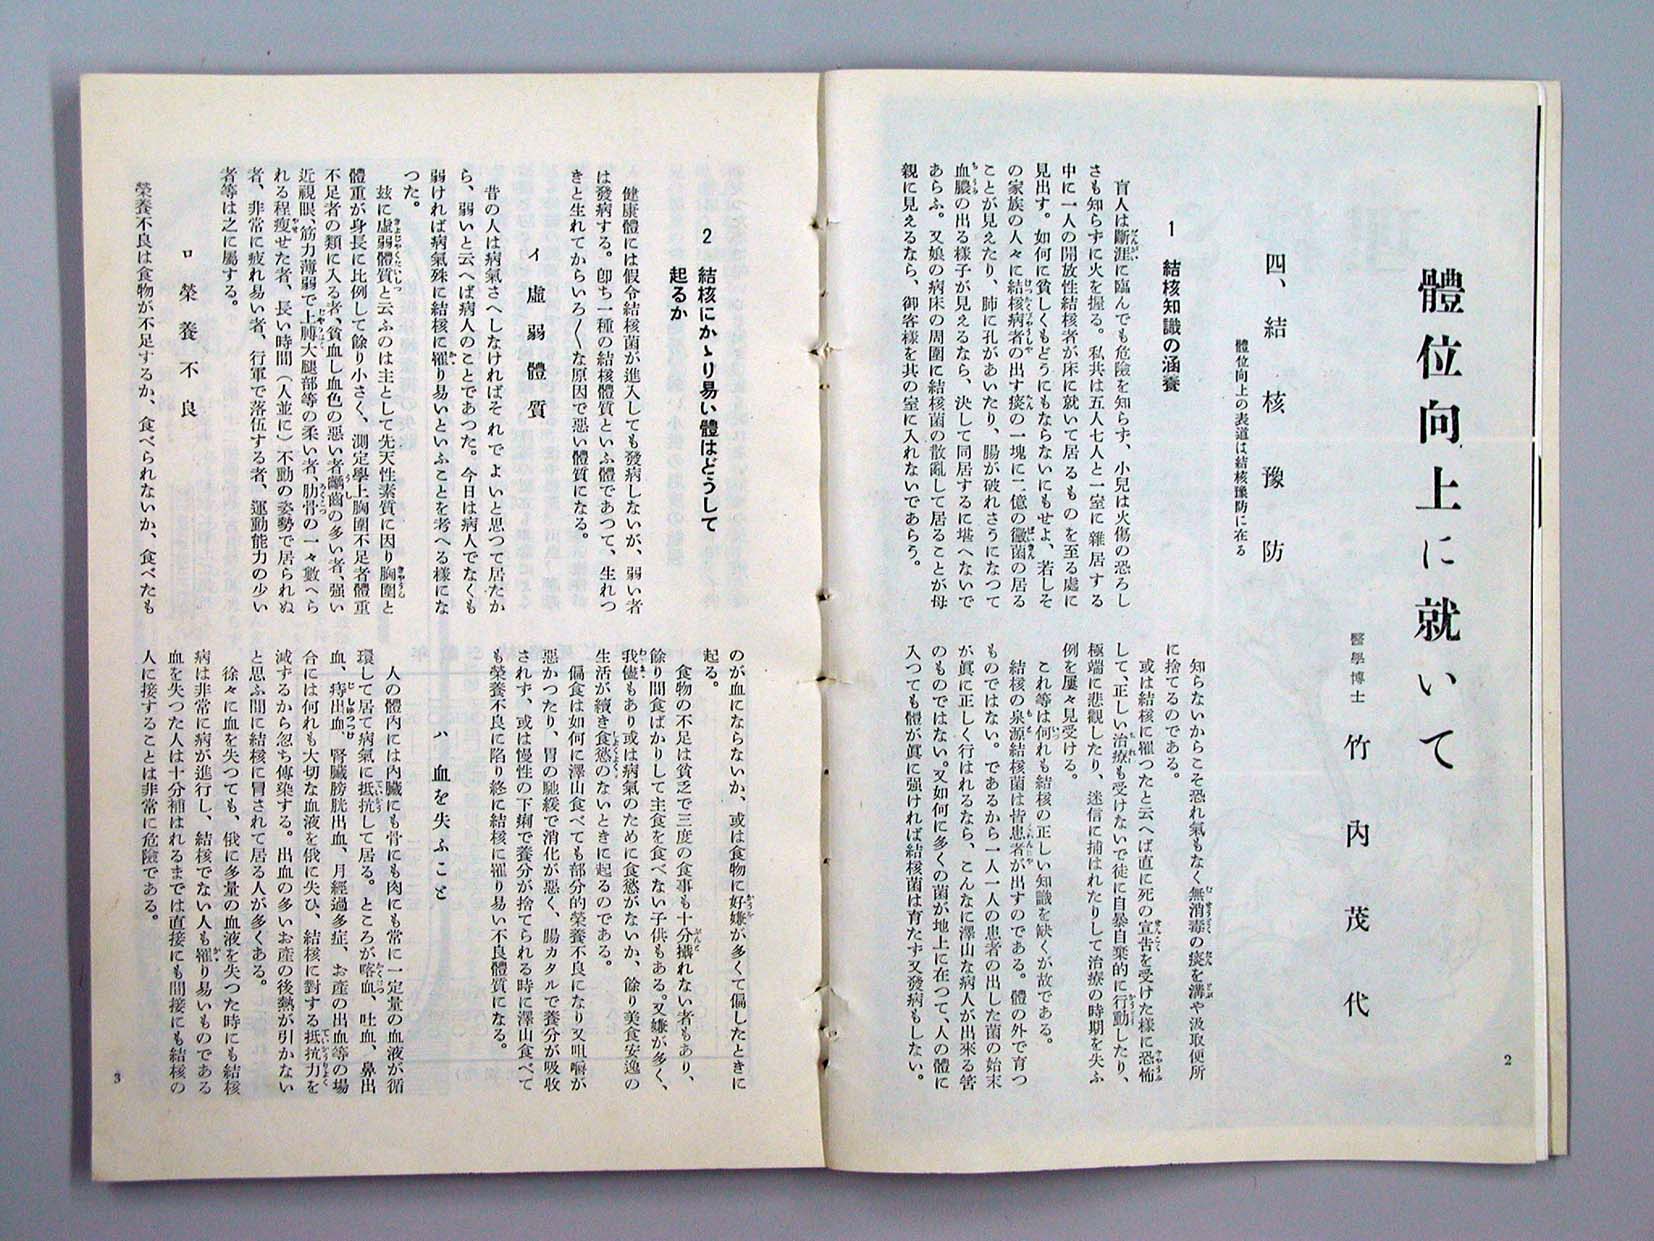 體位向上に就いて
醫學博士 竹內茂代
四、結核豫防
體位向上の表道は結核豫防に在る
1 結核知識の涵養
盲人は斷涯に臨んでも危險を知らず、小兒は火傷の恐ろし
さも知らずに火を握る。私共は五人七人と一室に雜居する
中に一人の開放性結核者が床に就いて居るものを至る處に
見出す。如何に貧しくもどうにもならないにもせよ、若しそ
の家族の人々に結核病者の出す痰の一塊に二億の黴菌の居る
ことが見えたり、肺に孔があいたり、腸が破れさうになつて
血膿の出る樣子が見えるなら、決して同居するに堪へないで
あらふ。又娘の病床の周圍に結核菌の散亂して居ることが母
親に見えるなら、御客樣を其の室に入れないであらう。
知らないからこそ恐れ氣もなく無消毒の痰を溝や汲取便所
に捨てるのである。
或は結核に罹つたと云へば直に死の宣告を受けた樣に恐怖
して、正しい治療も受けないで徒に自暴自棄的に行動したり、
極端に悲觀したり、迷信に捕はれたりして治療の時期を失ふ
例を屢々見受ける。
これ等は何れも結核の正しい知識を缺くが故である。
結核の泉源結核菌は皆患者が出すのである。體の外で育つ
ものではない。であるから一人一人の患者の出した菌の始末
が眞に正しく行はれるなら、こんなに澤山な病人が出來る筈
のものではない。又如何に多くの菌が地上に在つて、人の體に
入つても體が眞に强ければ結核菌は育たず又發病もしない。
2
2 結核にかゝり易い體はどうして
起るか
健康體には假令結核菌が進入しても發病しないが、弱い者
は發病する。卽ち一種の結核體質といふ體であつて、生れつ
きと生れてからいろ〱な原因で惡い體質になる。
イ 虛弱體質
昔の人は病氣さへしなければそれでよいと思つて居たか
ら、弱いと云へば病人のことであつた。今日は病人でなくも
弱ければ病氣殊に結核に罹り易いといふことを考へる樣にな
つた。
玆に虛弱體質と云ふのは主として先天性素質に因り胸圍と
體重が身長に比例して餘り小さく、測定學上胸圍不足者體重
不足者の類に入る者、貧血し血色の惡い者、齲齒の多い者、强い
近視眼、筋力薄弱で上膊大腿部等の柔い者、肋骨の一々數へら
れる程瘦せた者、長い時間（人並に）不動の姿勢で居られぬ
者、非常に疲れ易い者、行軍で落伍する者、運動能力の少い
者等は之に屬する。
ロ 榮養不良
榮養不良は食物が不足するか、食べられないか、食べたも
のが血にならないか、或は食物に好嫌が多くて偏したときに
起る。
食物の不足は貧乏で三度の食事も十分攝れない者もあり、
餘り間食ばかりして主食を食べない子供もある。又嫌が多く、
我儘もあり或は病氣のために食慾がないか、餘り美食安逸の
生活が續き食慾のないときに起るのである。
偏食は如何に澤山食べても部分的榮養不良になり又咀嚼が
惡かつたり、胃の弛緩で消化が惡く、腸カタルで養分が吸收
されず、或は慢性の下痢で養分が捨てられる時に澤山食べて
も榮養不良に陷り終に結核に罹り易い不良體質になる。
ハ 血を失ふこと
人の體內には內臟にも骨にも肉にも常に一定量の血液が循
環して居て病氣に抵抗して居る。ところが喀血、吐血、鼻出
血、痔出血、腎臟膀胱出血、月經過多症、お產の出血等の場
合には何れも大切な血液を俄に失ひ、結核に對する抵抗力を
減ずるから忽ち傳染する。出血の多いお產の後熱が引かない
と思ふ間に結核に冒されて居る人が多くある。
徐々に血を失つても、俄に多量の血液を失つた時にも結核
病は非常に病が進行し、結核でない人も罹り易いものである
血を失つた人は十分補はれるまでは直接にも間接にも結核の
人に接することは非常に危險である。
3